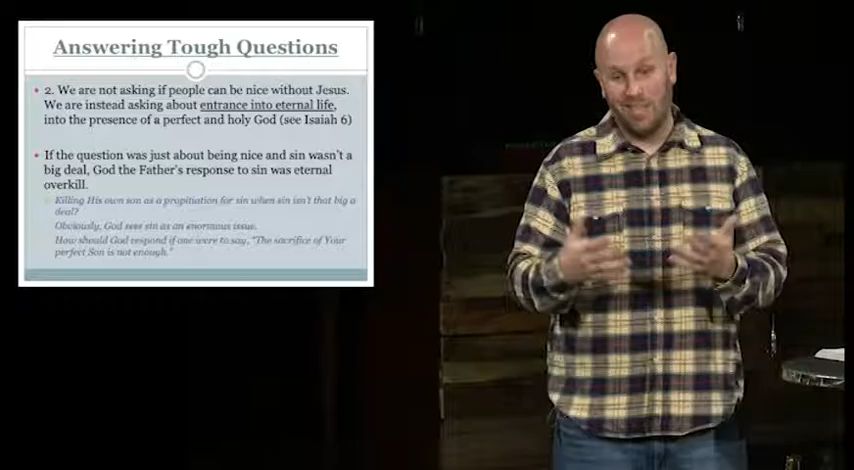 Answering Tough Questions
2. We are not asking if people can be nice without Jesus.
We are instead asking about entrance into eternal life,
into the presence of a perfect and holy God (see Isaiah 6)
If the question was just about being nice and sin wasn't a
big deal, God the Father's response to sin was eternal
overkill.
Killing His own son as a propitiation for sin when sin isn't that big a
deal?
Obviously, God sees sin as an enormous issue.
How should God respond if one were to say, "The sacrifice of Your
perfect Son is not enough."